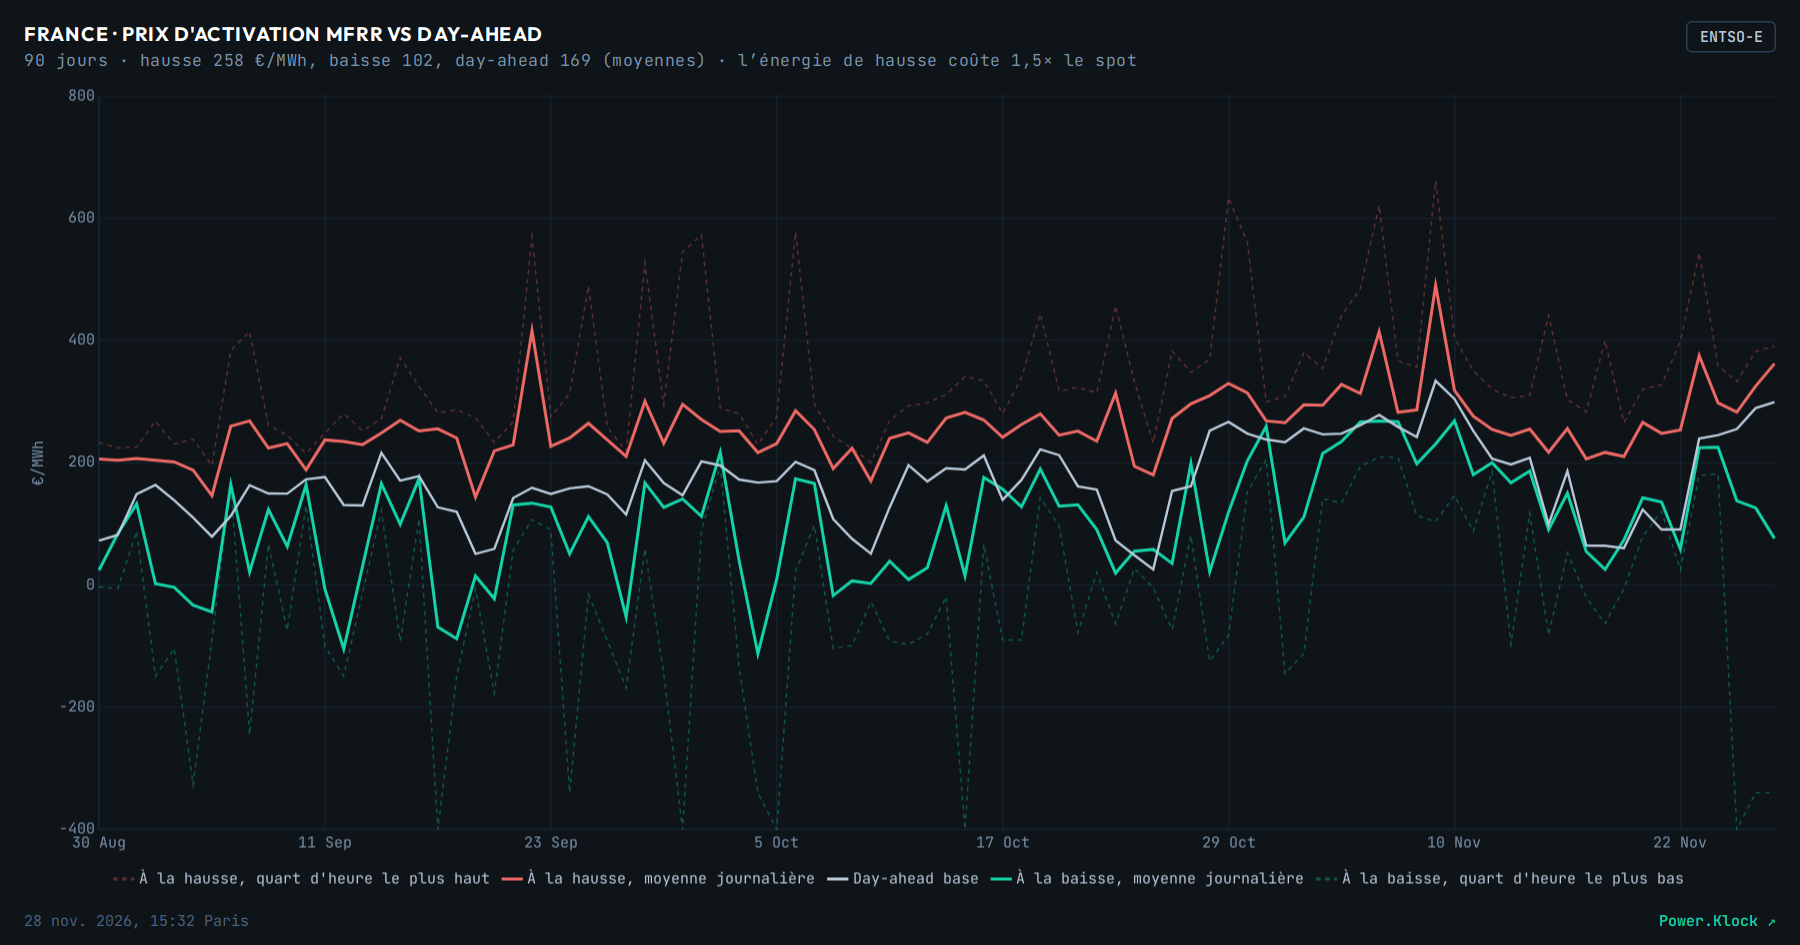 FRANCE · PRIX D'ACTIVATION MFRR VS DAY-AHEAD
90 jours · hausse 258 €/MWh, baisse 102, day-ahead 169 (moyennes) · l’énergie de hausse coûte 1,5× le spot
ENTSO-E
€/MWh
800
600
400
200
0
-200
-400
30 Aug 11 Sep 23 Sep 5 Oct 17 Oct 29 Oct 10 Nov 22 Nov
À la hausse, quart d'heure le plus haut À la hausse, moyenne journalière Day-ahead base À la baisse, moyenne journalière À la baisse, quart d'heure le plus bas
28 nov. 2026, 15:32 Paris
Power.Klock ↗